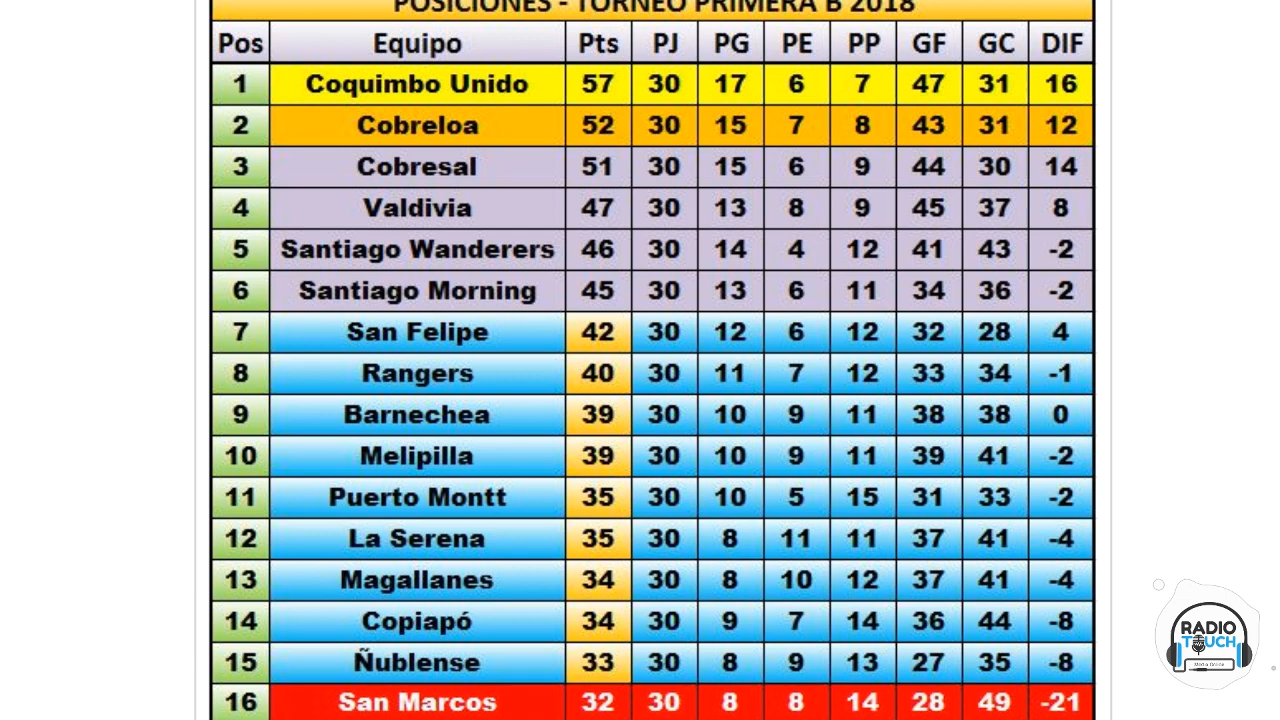 POSICIONES - TORNEO PRIMERA B 2018
Pos Equipo Pts PJ PG PE PP GF GC DIF
1 Coquimbo Unido 57 30 17 6 7 47 31 16
2 Cobreloa 52 30 15 7 8 43 31 12
3 Cobresal 51 30 15 6 9 44 30 14
4 Valdivia 47 30 13 8 9 45 37 8
5 Santiago Wanderers 46 30 14 4 12 41 43 -2
6 Santiago Morning 45 30 13 6 11 34 36 -2
7 San Felipe 42 30 12 6 12 32 28 4
8 Rangers 40 30 11 7 12 33 34 -1
9 Barnechea 39 30 10 9 11 38 38 0
10 Melipilla 39 30 10 9 11 39 41 -2
11 Puerto Montt 35 30 10 5 15 31 33 -2
12 La Serena 35 30 8 11 11 37 41 -4
13 Magallanes 34 30 8 10 12 37 41 -4
14 Copiapó 34 30 9 7 14 36 44 -8
15 Ñublense 33 30 8 9 13 27 35 -8
16 San Marcos 32 30 8 8 14 28 49 -21
RADIO
TOUCH
Media Online